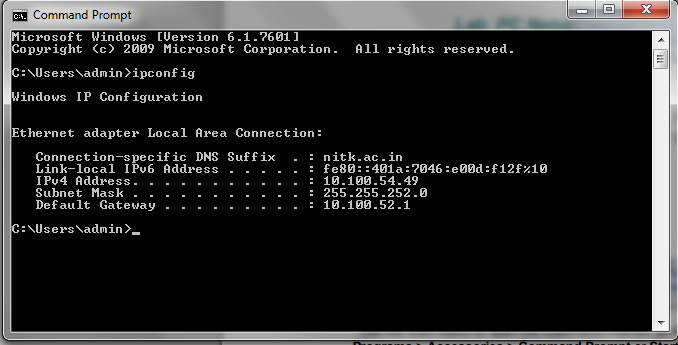 Lab PC Name
Command Prompt
Microsoft Windows [Version 6.1.7601]
Copyright (c) 2009 Microsoft Corporation.  All rights reserved.
C:\Users\admin>ipconfig
Windows IP Configuration
Ethernet adapter Local Area Connection:
Connection-specific DNS Suffix  . : nitk.ac.in
Link-local IPv6 Address . . . . . : fe80::401a:7046:e00d:f12f%10
IPv4 Address. . . . . . . . . . . : 10.100.54.49
Subnet Mask . . . . . . . . . . . : 255.255.252.0
Default Gateway . . . . . . . . . : 10.100.52.1
C:\Users\admin>_